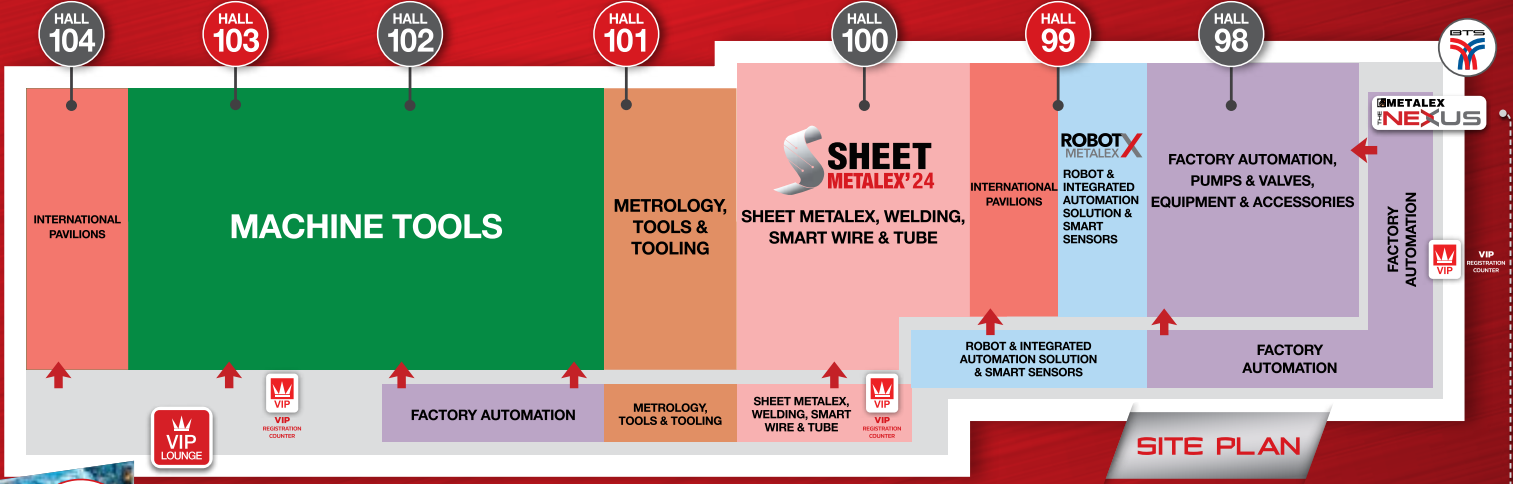 HALL
104
HALL
103
HALL
102
HALL
101
HALL
100
HALL
99
HALL
98
BTS
METALEX
THE NEXUS
INTERNATIONAL
PAVILIONS
MACHINE TOOLS
METROLOGY,
TOOLS &
TOOLING
SHEET
METALEX'24
SHEET METALEX, WELDING,
SMART WIRE & TUBE
INTERNATIONAL
PAVILIONS
ROBOT X
METALEX
ROBOT &
INTEGRATED
AUTOMATION
SOLUTION &
SMART
SENSORS
FACTORY AUTOMATION,
PUMPS & VALVES,
EQUIPMENT & ACCESSORIES
FACTORY
AUTOMATION
VIP
VIP
REGISTRATION
COUNTER
ROBOT & INTEGRATED
AUTOMATION SOLUTION
& SMART SENSORS
FACTORY
AUTOMATION
VIP
LOUNGE
VIP
VIP
REGISTRATION
COUNTER
FACTORY AUTOMATION
METROLOGY,
TOOLS & TOOLING
SHEET METALEX,
WELDING, SMART
WIRE & TUBE
VIP
VIP
REGISTRATION
COUNTER
SITE PLAN